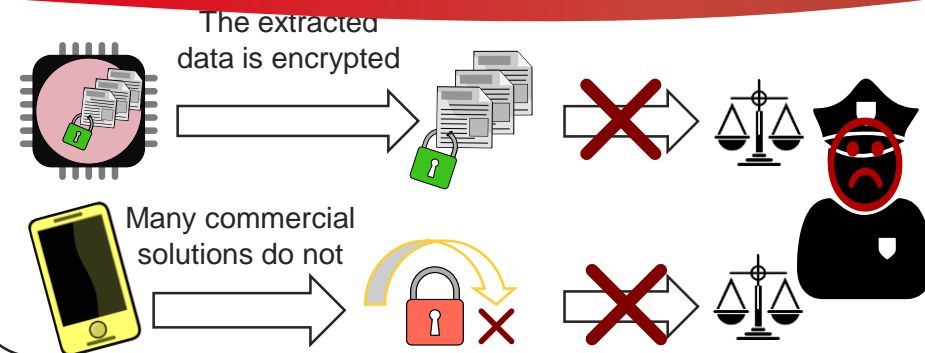 The extracted
data is encrypted
Many commercial
solutions do not